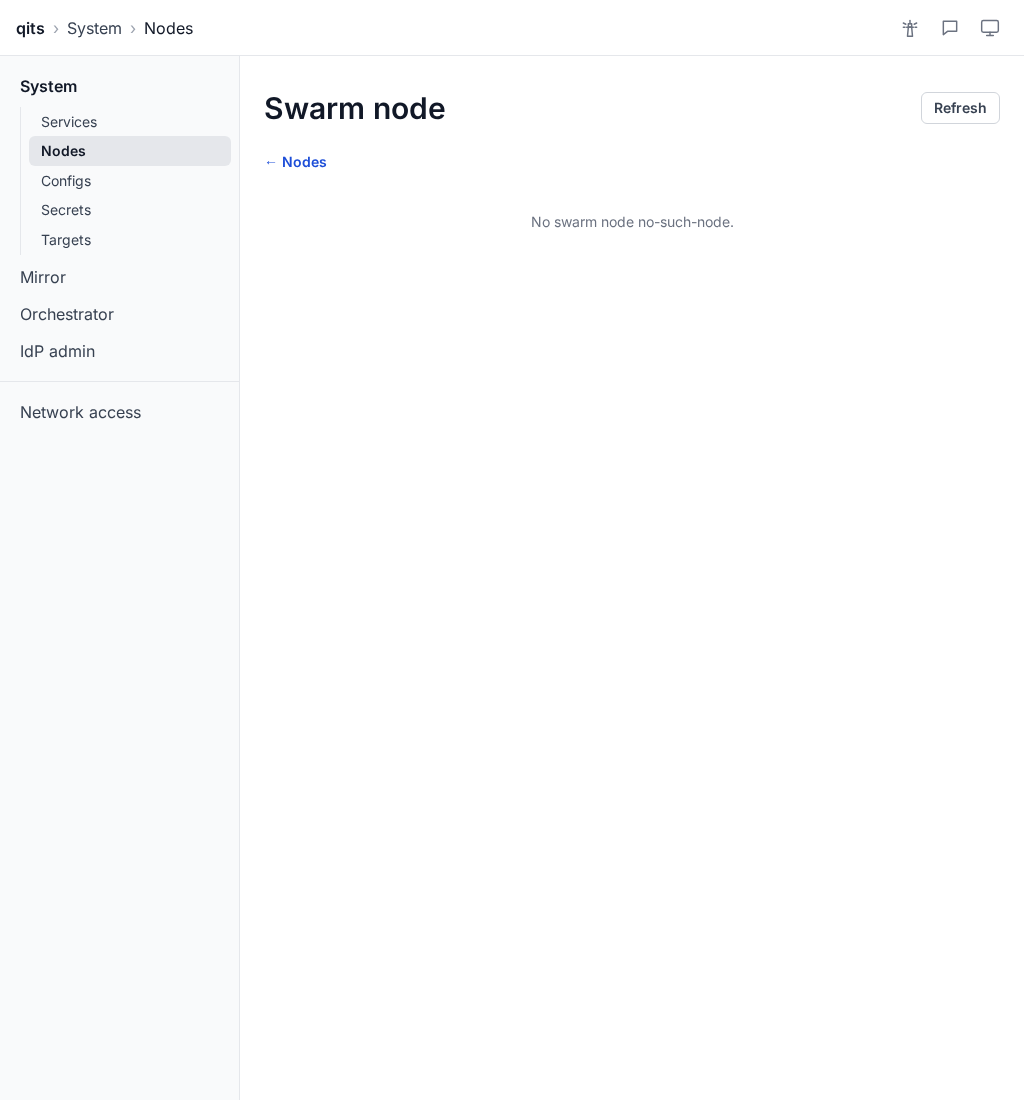 qits › System › Nodes
System
Services
Nodes
Configs
Secrets
Targets
Mirror
Orchestrator
IdP admin
Network access
Swarm node
Refresh
← Nodes
No swarm node no-such-node.